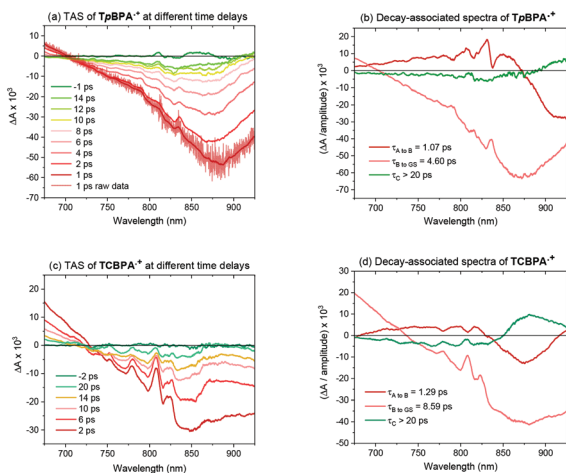 (a) TAS of TpBPA·+ at different time delays
ΔA x 10³
10
0
-10
-20
-30
-40
-50
-60
-70
-1 ps
14 ps
12 ps
10 ps
8 ps
6 ps
4 ps
2 ps
1 ps
1 ps raw data
700 750 800 850 900
Wavelength (nm)
(b) Decay-associated spectra of TpBPA·+
(ΔA /amplitude) x 10³
20
10
0
-10
-20
-30
-40
-50
-60
-70
τA to B = 1.07 ps
τB to GS = 4.60 ps
τC > 20 ps
700 750 800 850 900
Wavelength (nm)
(c) TAS of TCBPA·+ at different time delays
ΔA x 10³
20
10
0
-10
-20
-30
-40
-2 ps
20 ps
14 ps
10 ps
6 ps
2 ps
700 750 800 850 900
Wavelength (nm)
(d) Decay-associated spectra of TCBPA·+
(ΔA / amplitude) x 10³
30
20
10
0
-10
-20
-30
-40
-50
τA to B = 1.29 ps
τB to GS = 8.59 ps
τC > 20 ps
700 750 800 850 900
Wavelength (nm)